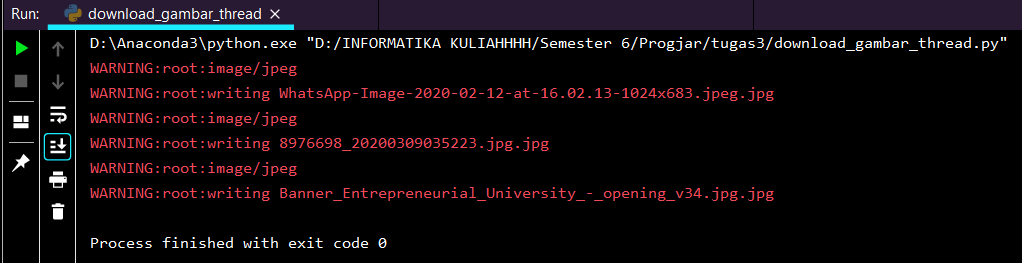 Run: download_gambar_thread ×
D:\Anaconda3\python.exe "D:/INFORMATIKA KULIAHHHH/Semester 6/Progjar/tugas3/download_gambar_thread.py"
WARNING:root:image/jpeg
WARNING:root:writing WhatsApp-Image-2020-02-12-at-16.02.13-1024x683.jpeg.jpg
WARNING:root:image/jpeg
WARNING:root:writing 8976698_20200309035223.jpg.jpg
WARNING:root:image/jpeg
WARNING:root:writing Banner_Entrepreneurial_University_-_opening_v34.jpg.jpg
Process finished with exit code 0